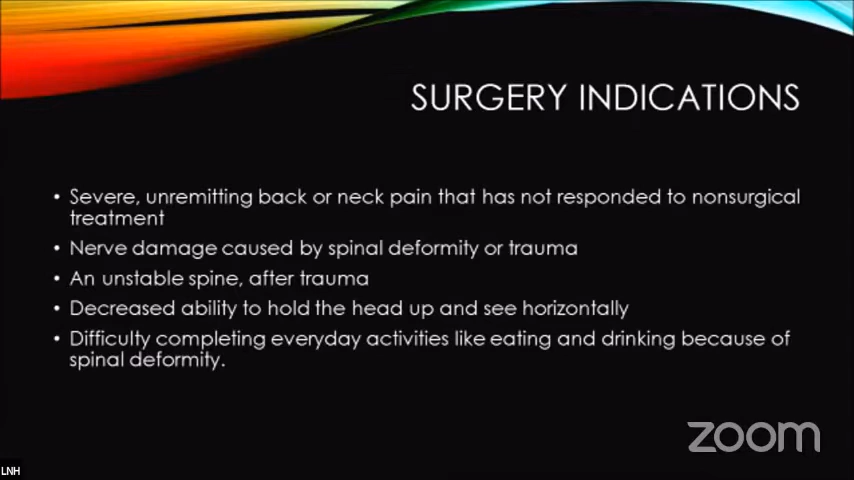 SURGERY INDICATIONS
• Severe, unremitting back or neck pain that has not responded to nonsurgical
treatment
• Nerve damage caused by spinal deformity or trauma
• An unstable spine, after trauma
• Decreased ability to hold the head up and see horizontally
• Difficulty completing everyday activities like eating and drinking because of
spinal deformity.
zoom
LNH